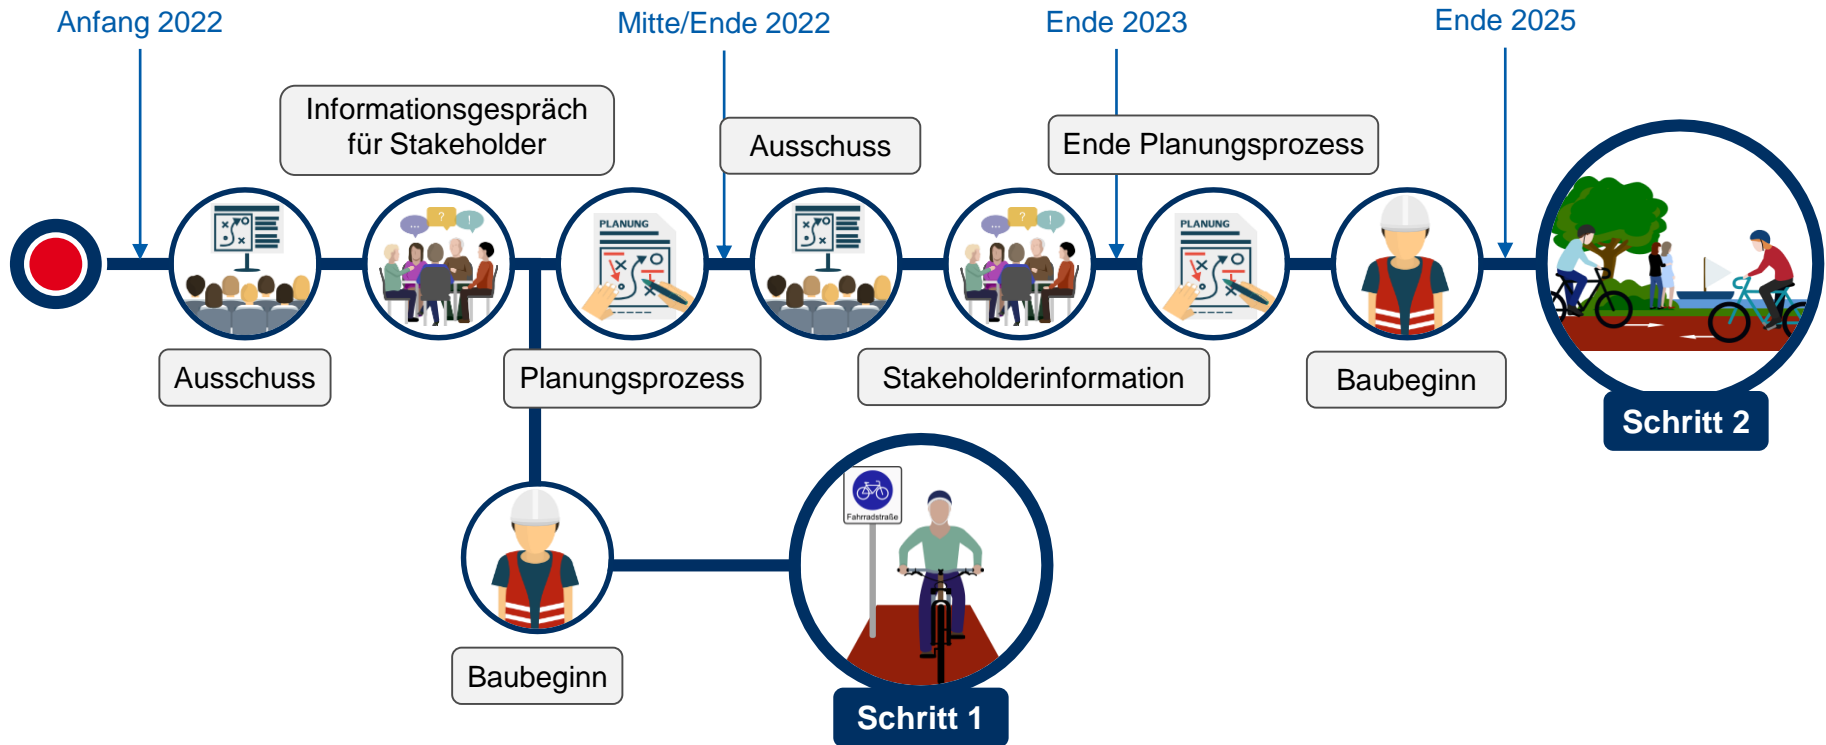 Anfang 2022
Mitte/Ende 2022
Ende 2023
Ende 2025
Informationsgespräch
für Stakeholder
Ausschuss
Ende Planungsprozess
...
?
!
PLANUNG
...
?
!
PLANUNG
Ausschuss
Planungsprozess
Stakeholderinformation
Baubeginn
Schritt 2
Fahrradstraße
Baubeginn
Schritt 1